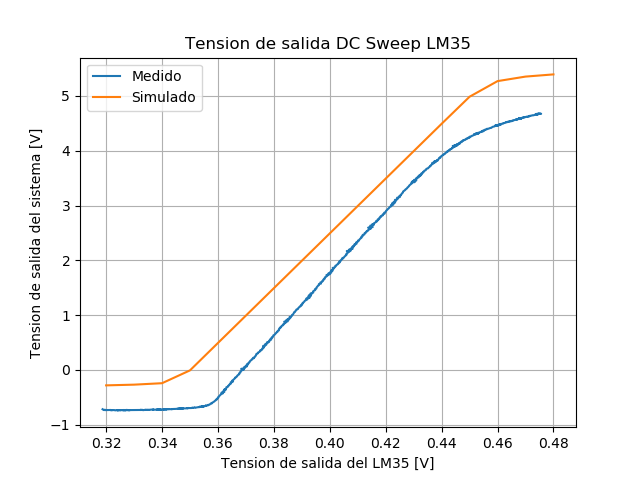 Tension de salida DC Sweep LM35
Medido
Simulado
Tension de salida del sistema [V]
5
4
3
2
1
0
−1
0.32 0.34 0.36 0.38 0.40 0.42 0.44 0.46 0.48
Tension de salida del LM35 [V]